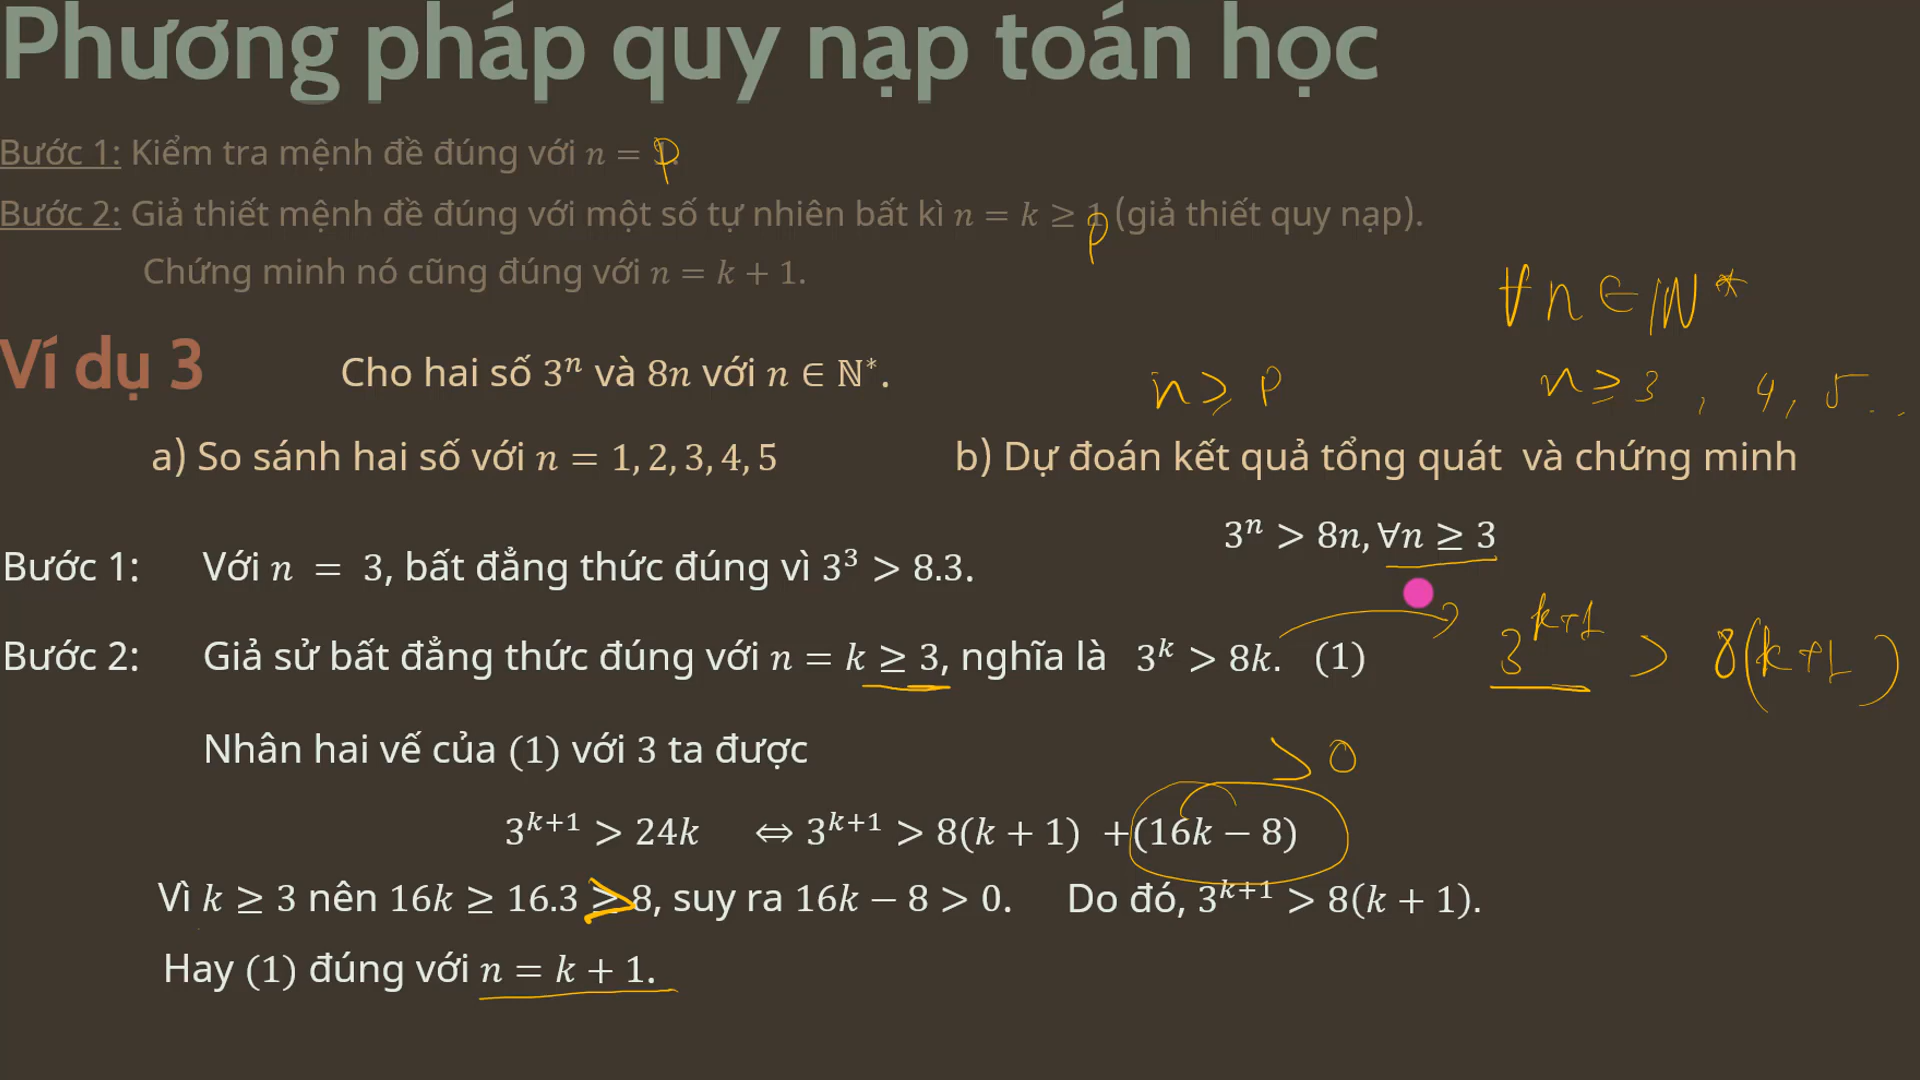 Phương pháp quy nạp toán học
Bước 1: Kiểm tra mệnh đề đúng với n = p
Bước 2: Giả thiết mệnh đề đúng với một số tự nhiên bất kì n = k ≥ 1 (giả thiết quy nạp).
p
Chứng minh nó cũng đúng với n = k + 1.
∀ n ∈ ℕ*
Ví dụ 3 Cho hai số 3ⁿ và 8n với n ∈ ℕ*.
n ≥ p
n ≥ 3, 4, 5...
a) So sánh hai số với n = 1, 2, 3, 4, 5
b) Dự đoán kết quả tổng quát và chứng minh
3ⁿ > 8n, ∀n ≥ 3
Bước 1: Với n = 3, bất đẳng thức đúng vì 3³ > 8.3.
Bước 2: Giả sử bất đẳng thức đúng với n = k ≥ 3, nghĩa là 3ᵏ > 8k. (1)
3ᵏ⁺¹ > 8(k+1)
Nhân hai vế của (1) với 3 ta được
> 0
3ᵏ⁺¹ > 24k ⇔ 3ᵏ⁺¹ > 8(k + 1) +(16k − 8)
Vì k ≥ 3 nên 16k ≥ 16.3 > 8, suy ra 16k − 8 > 0. Do đó, 3ᵏ⁺¹ > 8(k + 1).
Hay (1) đúng với n = k + 1.